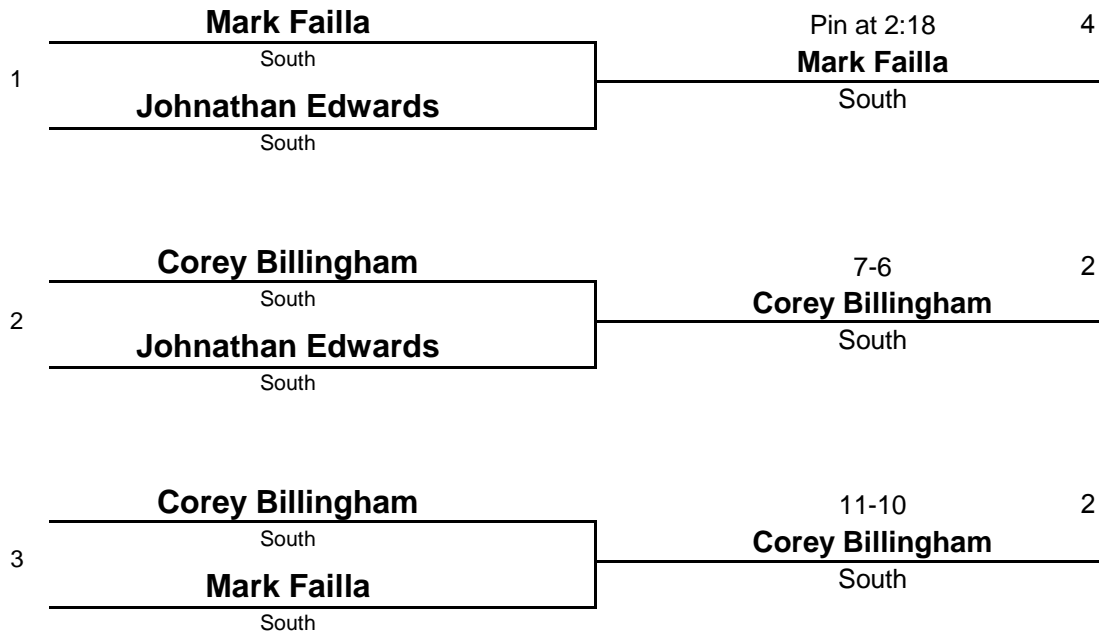 Mark Failla
Pin at 2:18 4
South
Mark Failla
1
South
Johnathan Edwards
South
Corey Billingham
7-6 2
South
Corey Billingham
2
South
Johnathan Edwards
South
Corey Billingham
11-10 2
South
Corey Billingham
3
South
Mark Failla
South